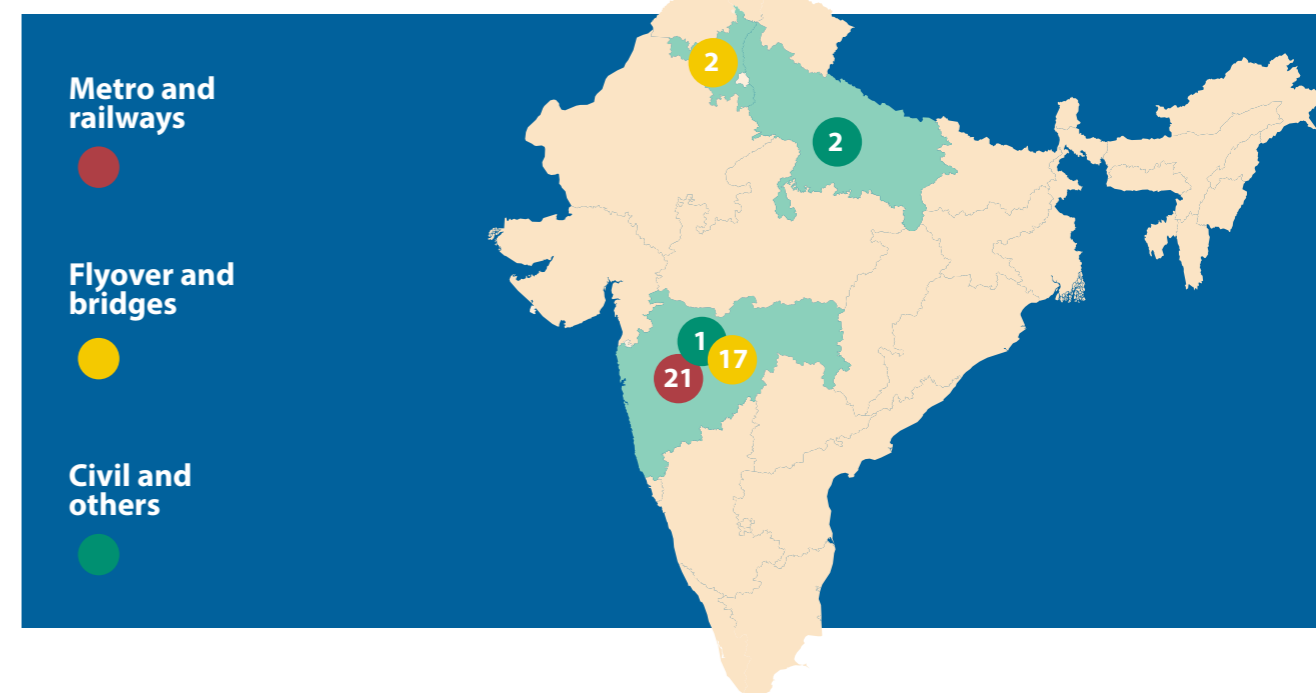 Metro and
railways
Flyover and
bridges
Civil and
others
2
2
1
17
21